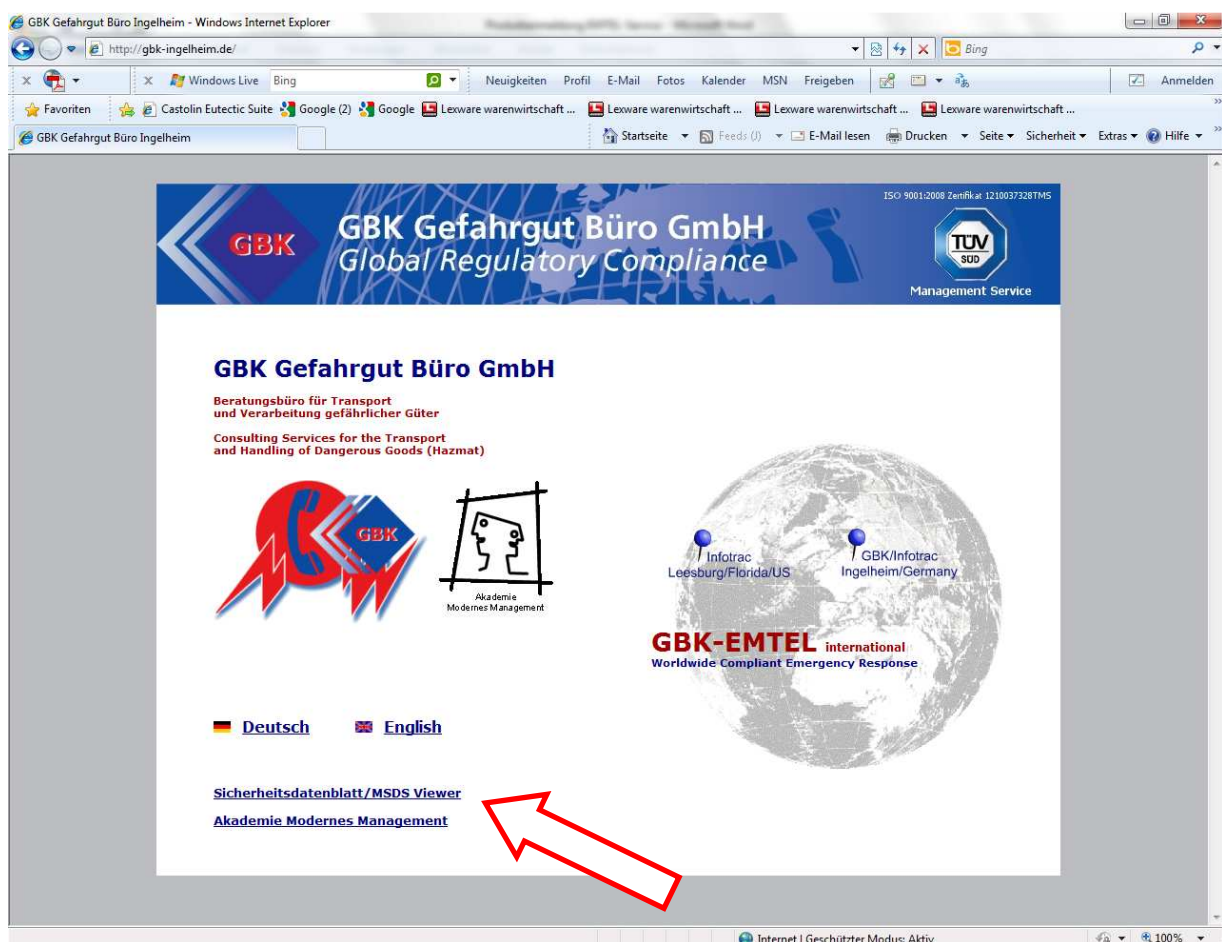 GBK Gefahrgut Büro Ingelheim - Windows Internet Explorer
http://gbk-ingelheim.de/
Bing
x
x Windows Live Bing Neuigkeiten Profil E-Mail Fotos Kalender MSN Freigeben Anmelden
Favoriten Castolin Eutectic Suite Google (2) Google Lexware warenwirtschaft ... Lexware warenwirtschaft ... Lexware warenwirtschaft ... Lexware warenwirtschaft ...
GBK Gefahrgut Büro Ingelheim
Startseite Feeds (J) E-Mail lesen Drucken Seite Sicherheit Extras Hilfe
ISO 9001:2008 Zertifikat 1210037328TMS
GBK
GBK Gefahrgut Büro GmbH
Global Regulatory Compliance
TÜV
SÜD
Management Service
GBK Gefahrgut Büro GmbH
Beratungsbüro für Transport
und Verarbeitung gefährlicher Güter
Consulting Services for the Transport
and Handling of Dangerous Goods (Hazmat)
GBK
Akademie
Modernes Management
Infotrac
Leesburg/Florida/US
GBK/Infotrac
Ingelheim/Germany
GBK-EMTEL international
Worldwide Compliant Emergency Response
Deutsch English
Sicherheitsdatenblatt/MSDS Viewer
Akademie Modernes Management
Internet | Geschützter Modus: Aktiv
100%